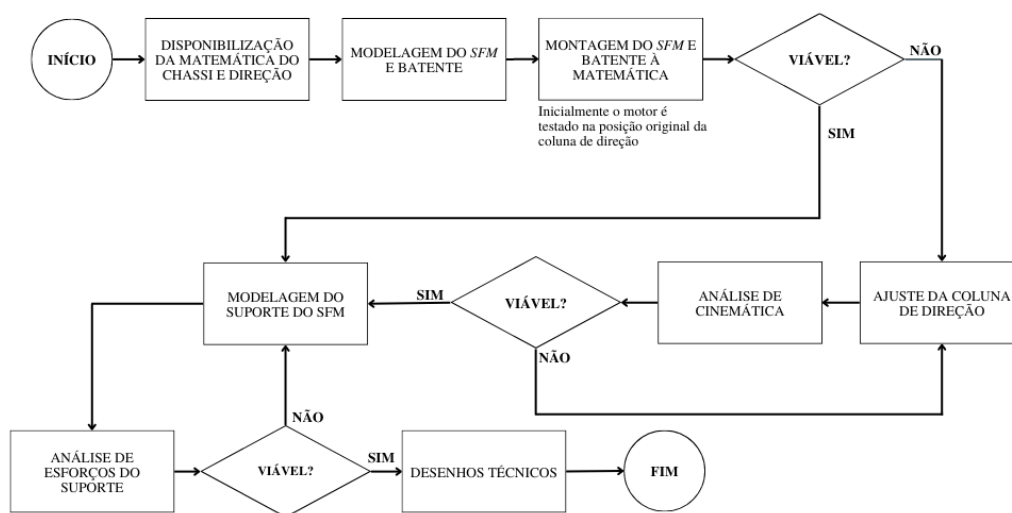 INÍCIO
DISPONIBILIZAÇÃO
DA MATEMÁTICA DO
CHASSI E DIREÇÃO
MODELAGEM DO SFM
E BATENTE
MONTAGEM DO SFM E
BATENTE À
MATEMÁTICA
Inicialmente o motor é
testado na posição original da
coluna de direção
VIÁVEL?
NÃO
SIM
MODELAGEM DO
SUPORTE DO SFM
SIM
VIÁVEL?
NÃO
ANÁLISE DE
CINEMÁTICA
AJUSTE DA COLUNA
DE DIREÇÃO
NÃO
ANÁLISE DE
ESFORÇOS DO
SUPORTE
VIÁVEL?
SIM
DESENHOS TÉCNICOS
FIM